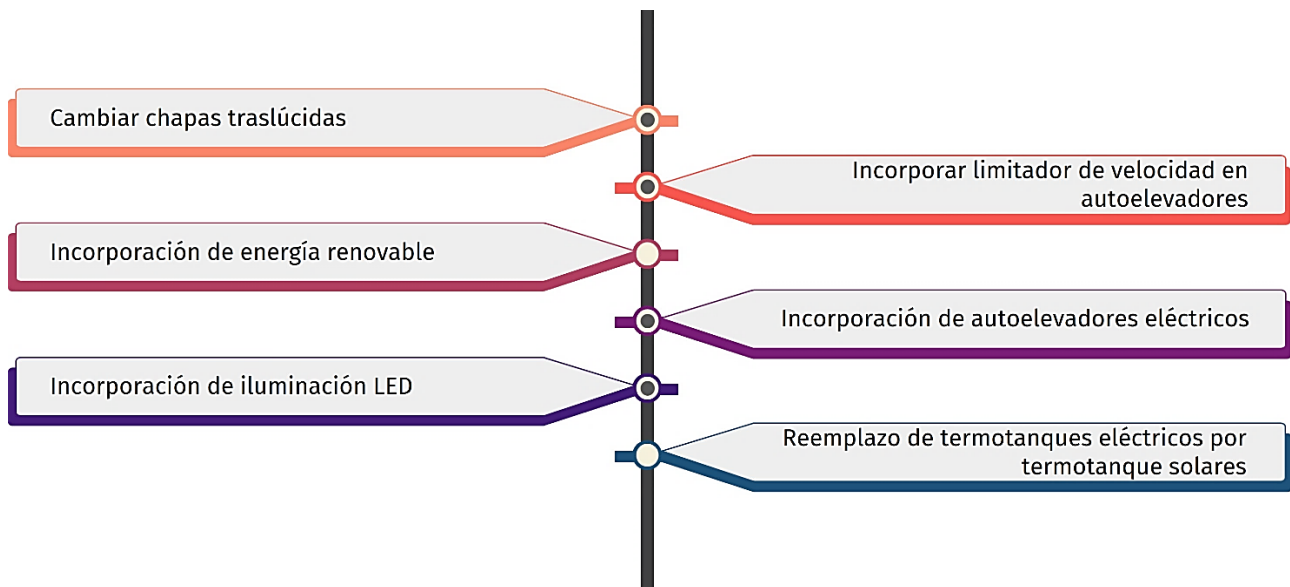 Cambiar chapas traslúcidas
Incorporar limitador de velocidad en
autoelevadores
Incorporación de energía renovable
Incorporación de autoelevadores eléctricos
Incorporación de iluminación LED
Reemplazo de termotanques eléctricos por
termotanque solares